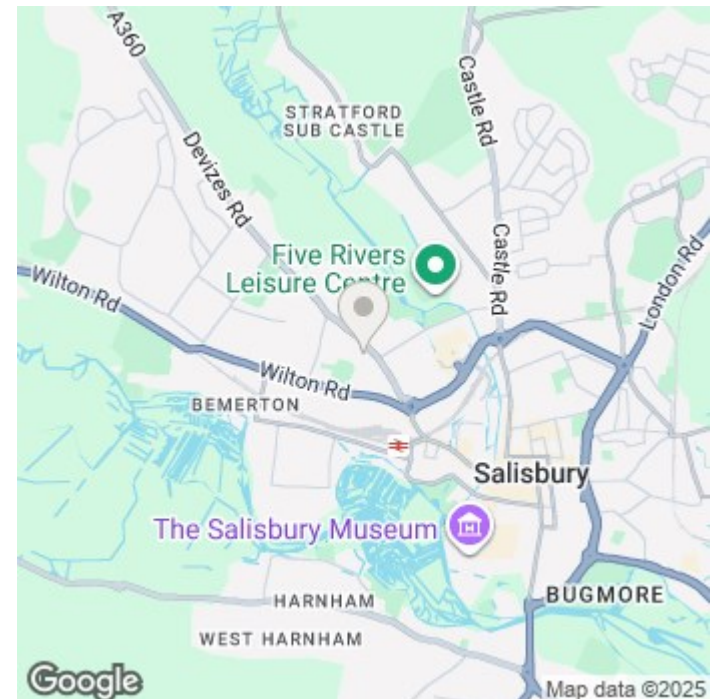 A360
Devizes Rd
STRATFORD
SUB CASTLE
Castle Rd
Castle Rd
London Rd
Five Rivers
Leisure Centre
Wilton Rd
Wilton Rd
BEMERTON
Salisbury
The Salisbury Museum
HARNHAM
BUGMORE
WEST HARNHAM
Google
Map data ©2025